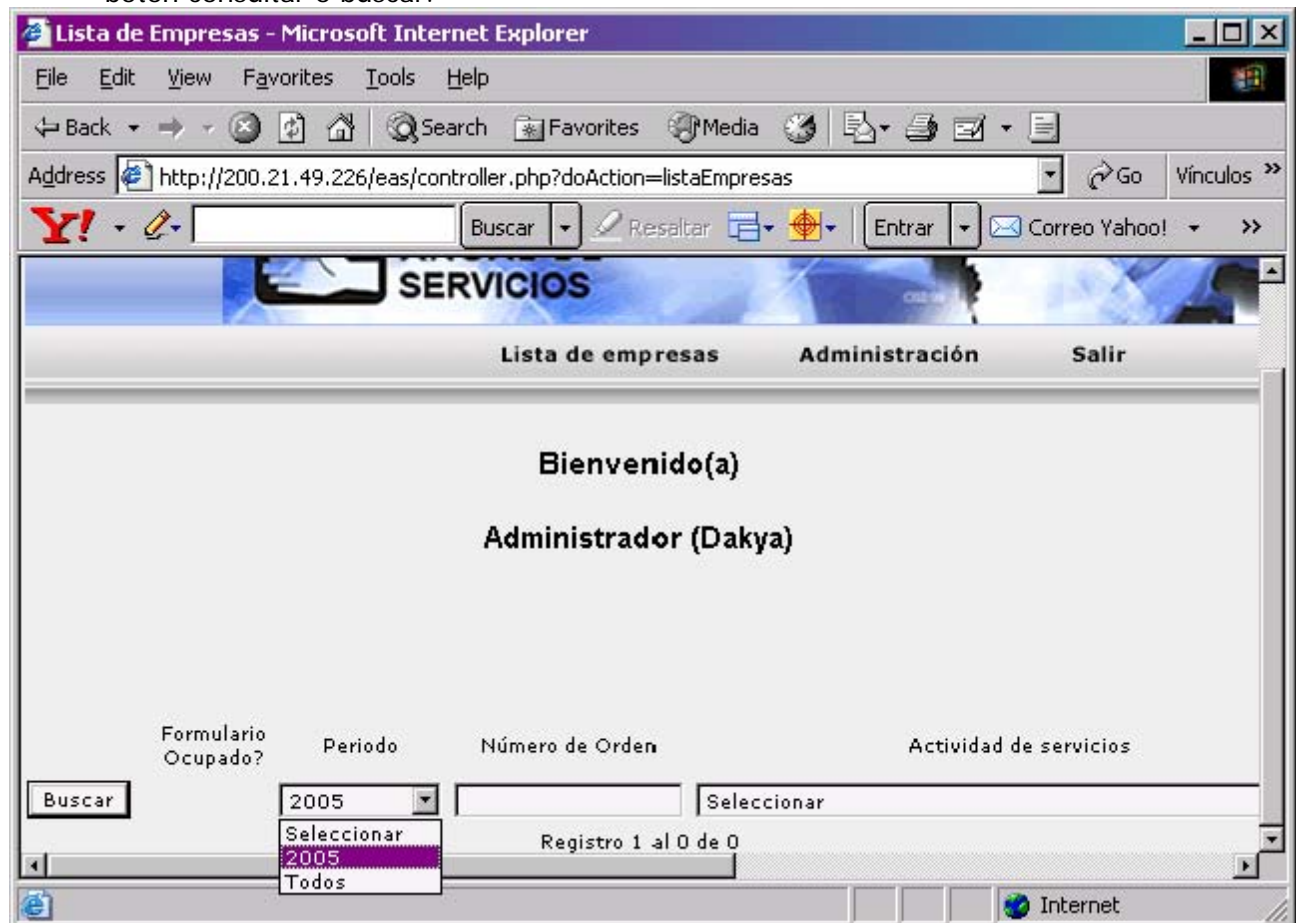 botón consultar o buscar.
Lista de Empresas - Microsoft Internet Explorer
File Edit View Favorites Tools Help
Back Search Favorites Media
Address http://200.21.49.226/eas/controller.php?doAction=listaEmpresas Go Vínculos »
Y! Buscar Resaltar Entrar Correo Yahoo! »
ANUAL DE
SERVICIOS
Lista de empresas Administración Salir
Bienvenido(a)
Administrador (Dakya)
Formulario Ocupado? Periodo Número de Orden Actividad de servicios
Buscar 2005 Seleccionar
Seleccionar
2005
Todos
Registro 1 al 0 de 0
Internet